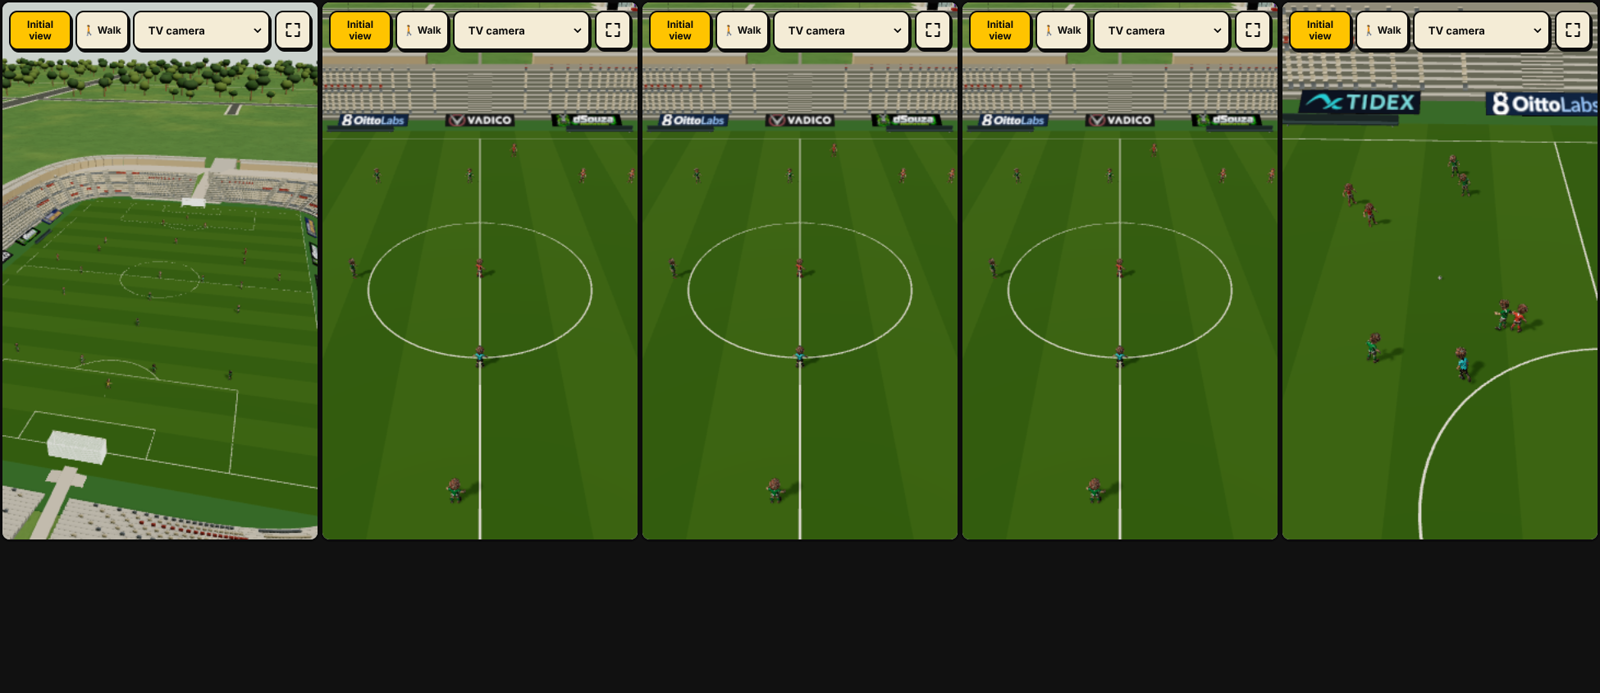 Initial
view
Walk
TV camera
Initial
view
Walk
TV camera
8 OittoLabs
VADICO
dSouza
Initial
view
Walk
TV camera
8 OittoLabs
VADICO
dSouza
Initial
view
Walk
TV camera
8 OittoLabs
VADICO
dSouza
Initial
view
Walk
TV camera
TIDEX
8 OittoLabs